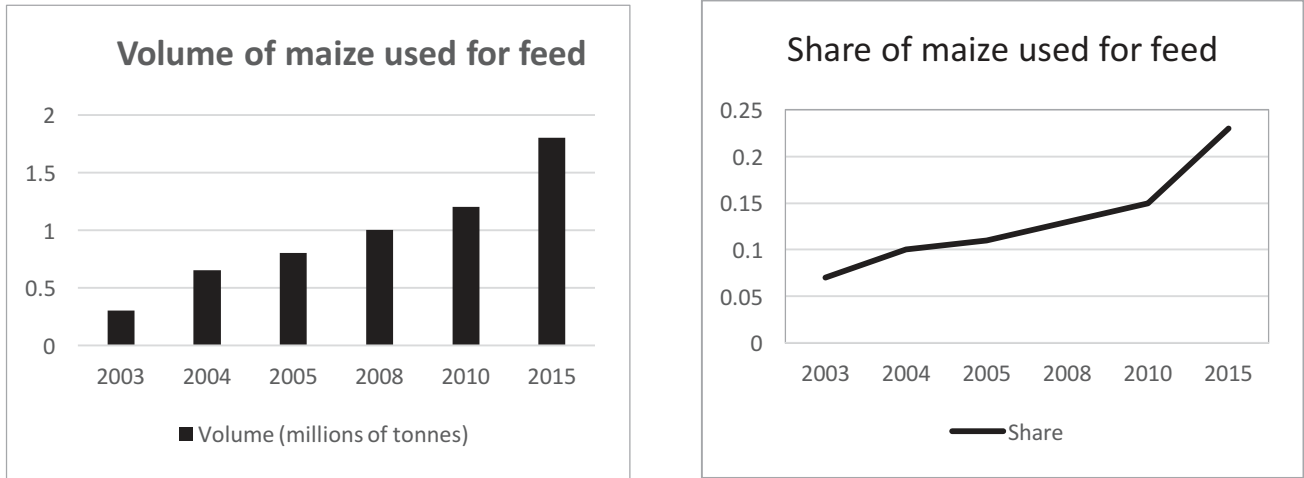 Volume of maize used for feed
2
1.5
1
0.5
0
2003 2004 2005 2008 2010 2015
Volume (millions of tonnes)
Share of maize used for feed
0.25
0.2
0.15
0.1
0.05
0
2003 2004 2005 2008 2010 2015
Share